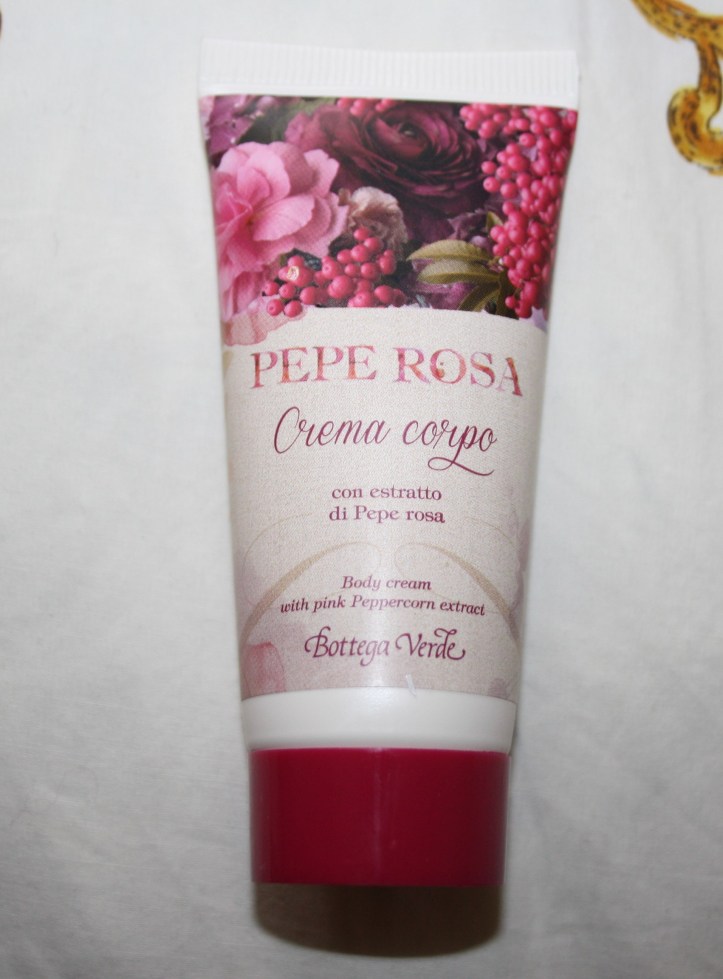 PEPE ROSA
Crema corpo
con estratto
di Pepe rosa
Body cream
with pink Peppercorn extract
Bottega Verde